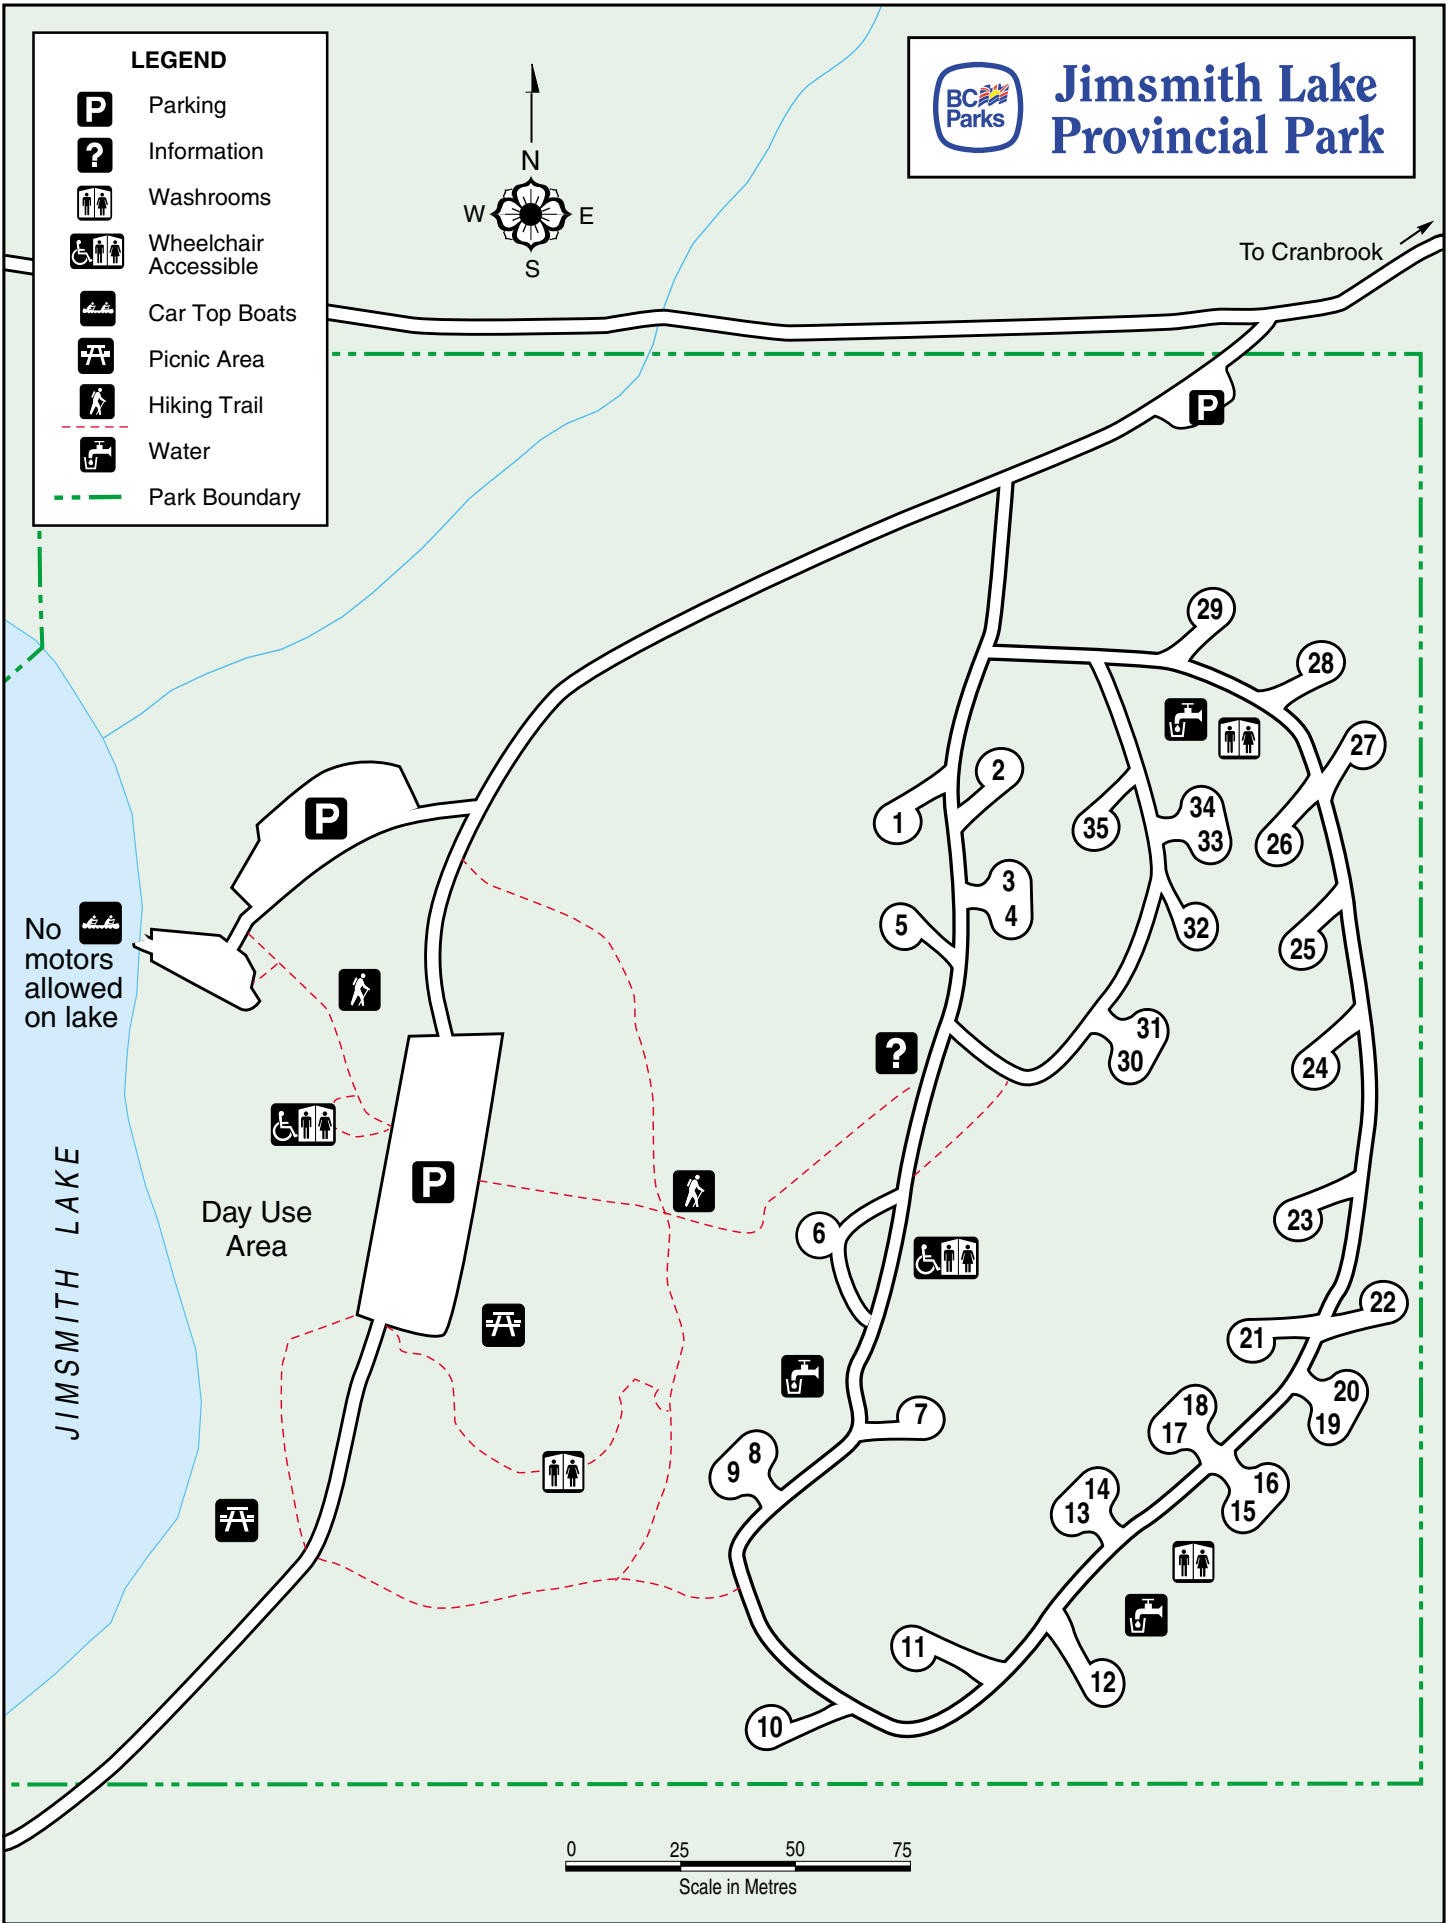 LEGEND
P Parking
? Information
Washrooms
Wheelchair
Accessible
Car Top Boats
Picnic Area
Hiking Trail
Water
Park Boundary
N
W E
S
BC
Parks
Jimsmith Lake
Provincial Park
To Cranbrook
P
29
28
27
2
1
35
34
33
26
P
3
4
5
32
25
No
motors
allowed
on lake
31
30
?
24
JIMSMITH LAKE
P
Day Use
Area
6
23
22
21
20
19
18
17
7
8
9
16
15
14
13
11
12
10
0 25 50 75
Scale in Metres